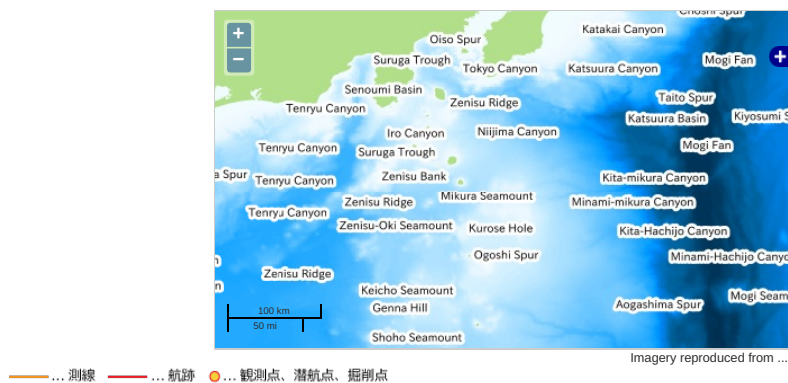 +
−
Choshi Spur
Katakai Canyon
Oiso Spur
Suruga Trough
Mogi Fan
+
Tokyo Canyon
Katsuura Canyon
Senoumi Basin
Taito Spur
Zenisu Ridge
Tenryu Canyon
Katsuura Basin
Kiyosumi S
Iro Canyon
Niijima Canyon
Tenryu Canyon
Suruga Trough
Mogi Fan
a Spur
Tenryu Canyon
Zenisu Bank
Kita-mikura Canyon
Mikura Seamount
Zenisu Ridge
Minami-mikura Canyon
Tenryu Canyon
Zenisu-Oki Seamount
Kurose Hole
Kita-Hachijo Canyon
Ogoshi Spur
Minami-Hachijo Canyo
n
Zenisu Ridge
n
Keicho Seamount
Mogi Seam
Genna Hill
Aogashima Spur
100 km
50 mi
Shoho Seamount
Imagery reproduced from ...
... 測線 ... 航跡 ... 観測点、潜航点、掘削点